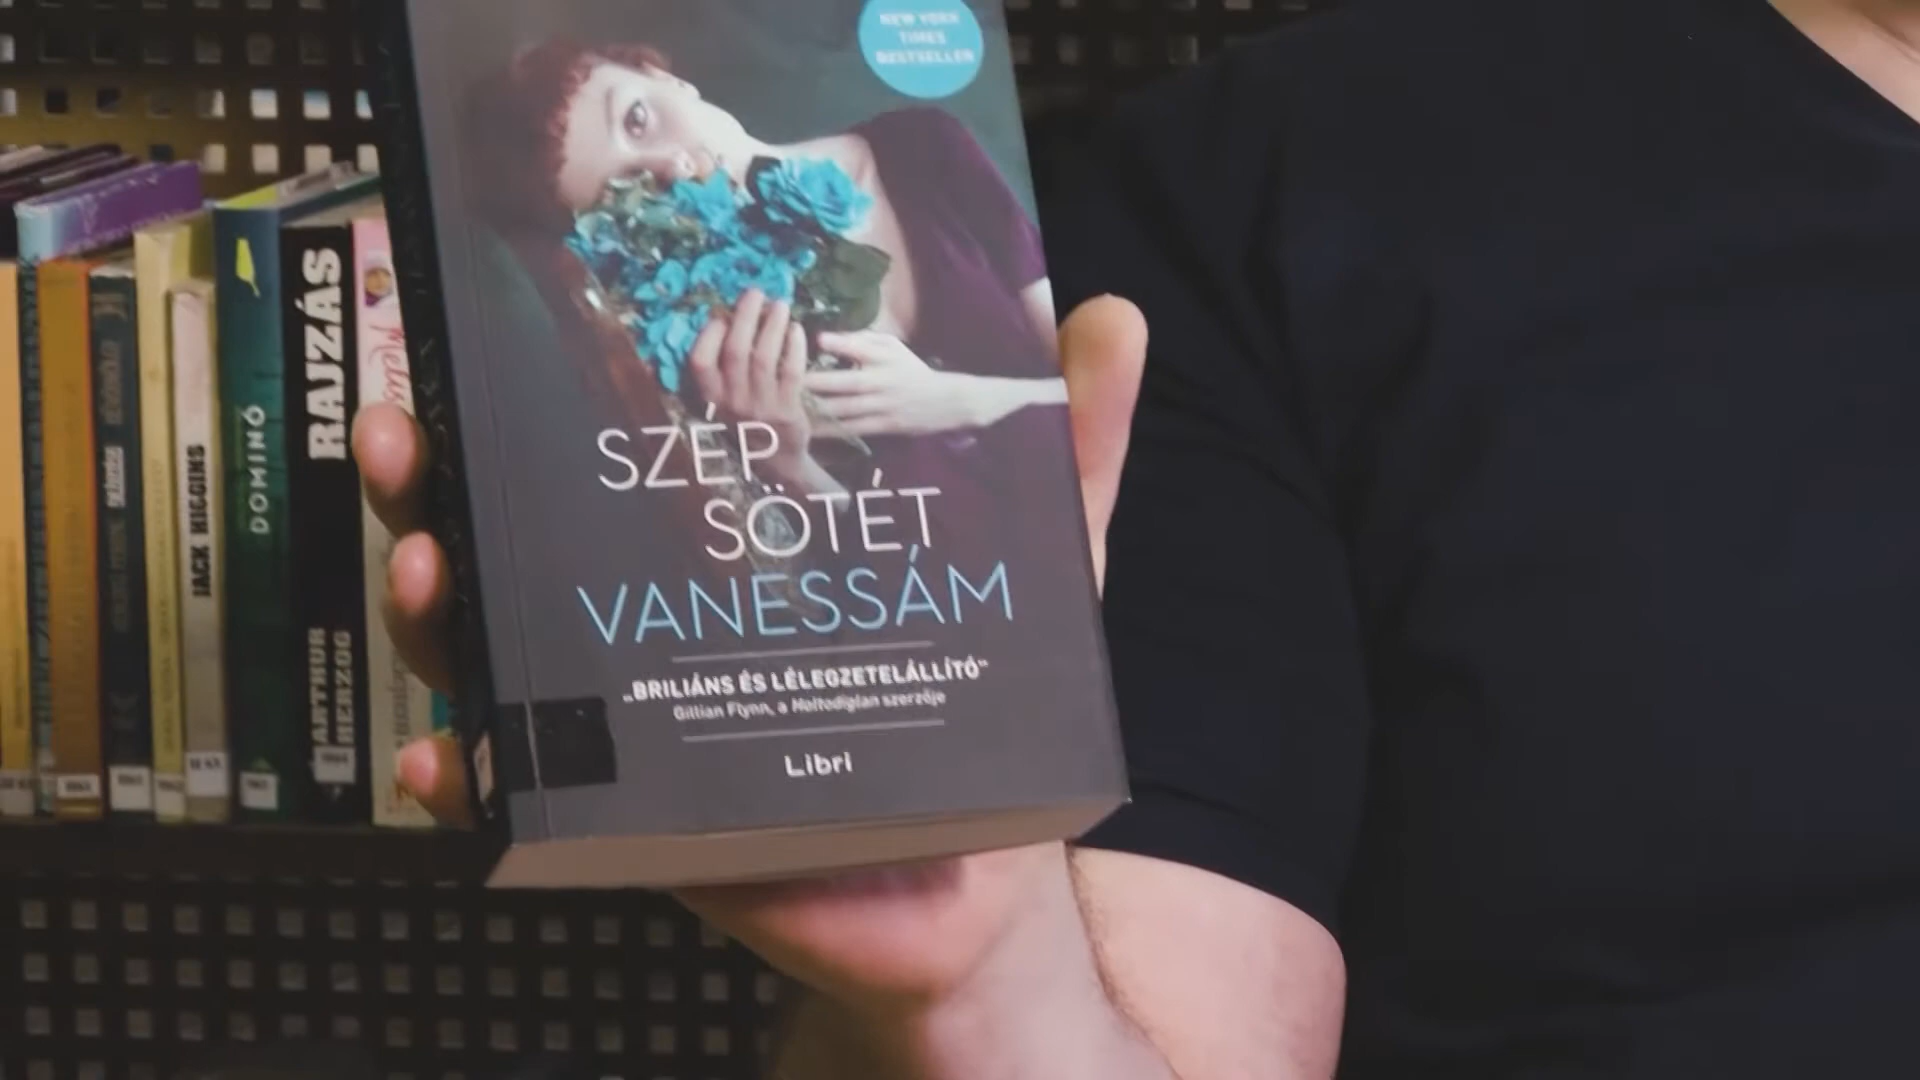 NEW YORK
TIMES
BESTSELLER
SZÉP
SÖTÉT
VANESSÁM
„BRILIÁNS ÉS LÉLEGZETELÁLLÍTÓ”
Gillian Flynn, a Holtodiglan szerzője
Libri
JACK HIGGINS
DOMINÓ
RAJZÁS
ARTHUR
HERZOG